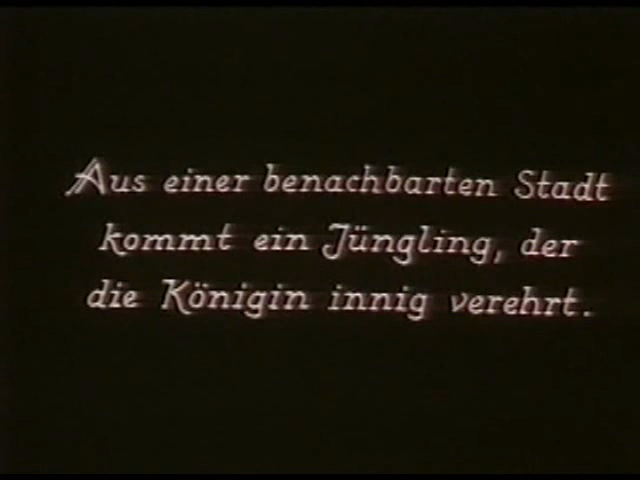 Aus einer benachbarten Stadt
kommt ein Jüngling, der
die Königin innig verehrt.